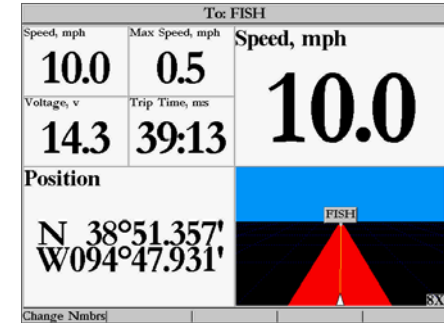 To: FISH
Speed, mph
10.0
Max Speed, mph
0.5
Speed, mph
10.0
Voltage, v
14.3
Trip Time, m:s
39:13
Position
N 38°51.357'
W094°47.931'
FISH
8X
Change Nmbrs